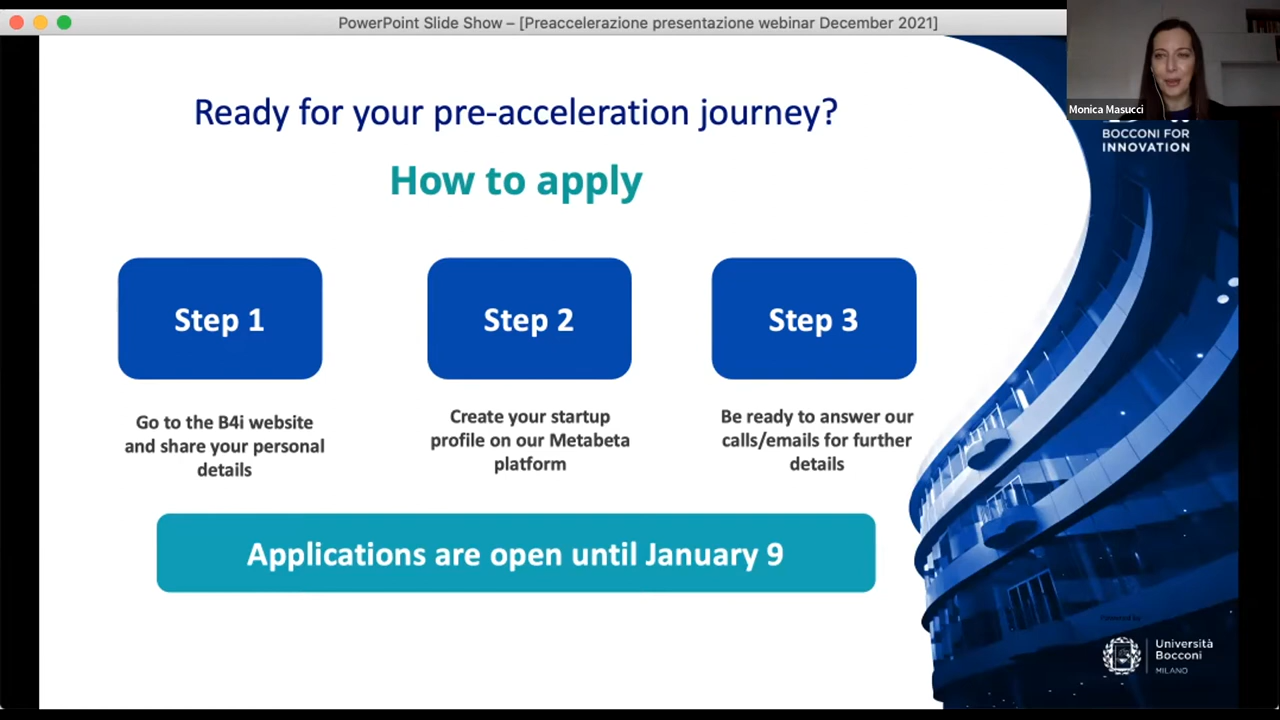 PowerPoint Slide Show – [Preaccelerazione presentazione webinar December 2021]
Monica Masucci
BOCCONI FOR
INNOVATION
Ready for your pre-acceleration journey?
How to apply
Step 1
Step 2
Step 3
Go to the B4i website
and share your personal
details
Create your startup
profile on our Metabeta
platform
Be ready to answer our
calls/emails for further
details
Applications are open until January 9
Università
Bocconi
MILANO